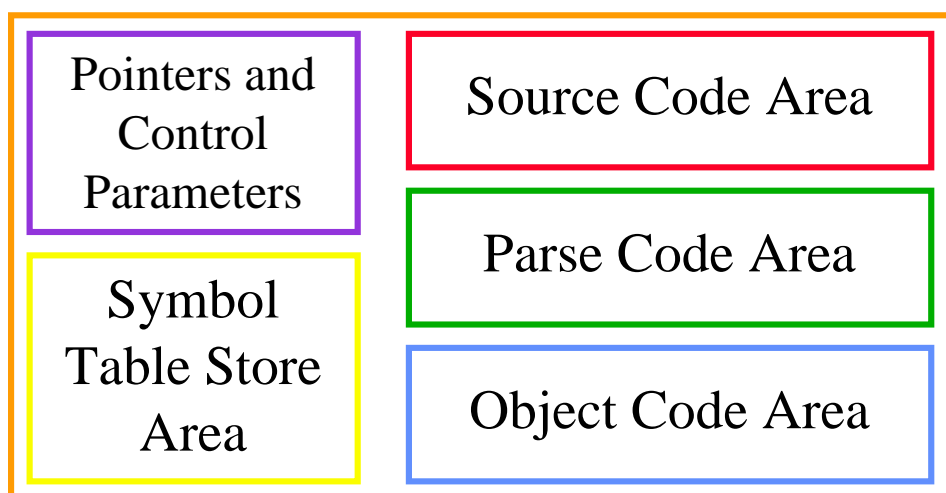 Pointers and
Control
Parameters
Symbol
Table Store
Area
Source Code Area
Parse Code Area
Object Code Area